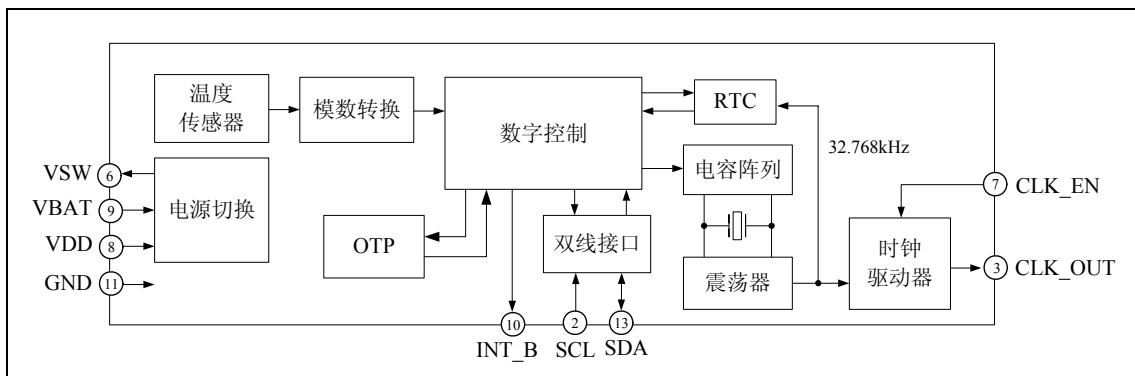 温度
传感器
模数转换
数字控制
RTC
32.768kHz
VSW
6
VBAT
9
VDD
8
GND
11
电源切换
OTP
双线接口
电容阵列
震荡器
时钟
驱动器
7
CLK_EN
3
CLK_OUT
10
INT_B
2
SCL
13
SDA